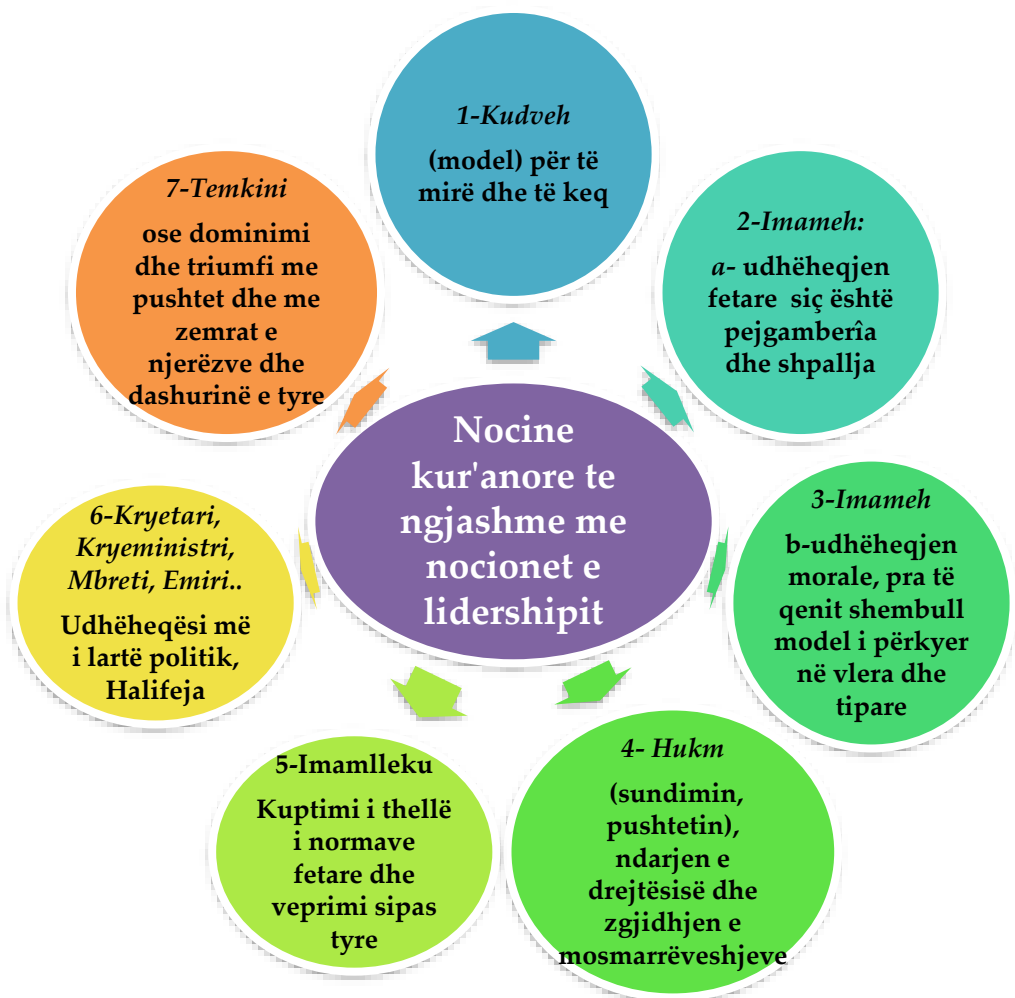 1-Kudveh
(model) për të
mirë dhe të keq
2-Imameh:
a- udhëheqjen
fetare siç është
pejgamberîa
dhe shpallja
3-Imameh
b-udhëheqjen
morale, pra të
qenit shembull
model i përkyer
në vlera dhe
tipare
4- Hukm
(sundimin,
pushtetin),
ndarjen e
drejtësisë dhe
zgjidhjen e
mosmarrëveshjeve
5-Imamlleku
Kuptimi i thellë
i normave
fetare dhe
veprimi sipas
tyre
6-Kryetari,
Kryeministri,
Mbreti, Emiri..
Udhëheqësi më
i lartë politik,
Halifeja
7-Temkini
ose dominimi
dhe triumfi me
pushtet dhe me
zemrat e
njerëzve dhe
dashurinë e tyre
Nocine
kur'anore te
ngjashme me
nocionet e
lidershipit